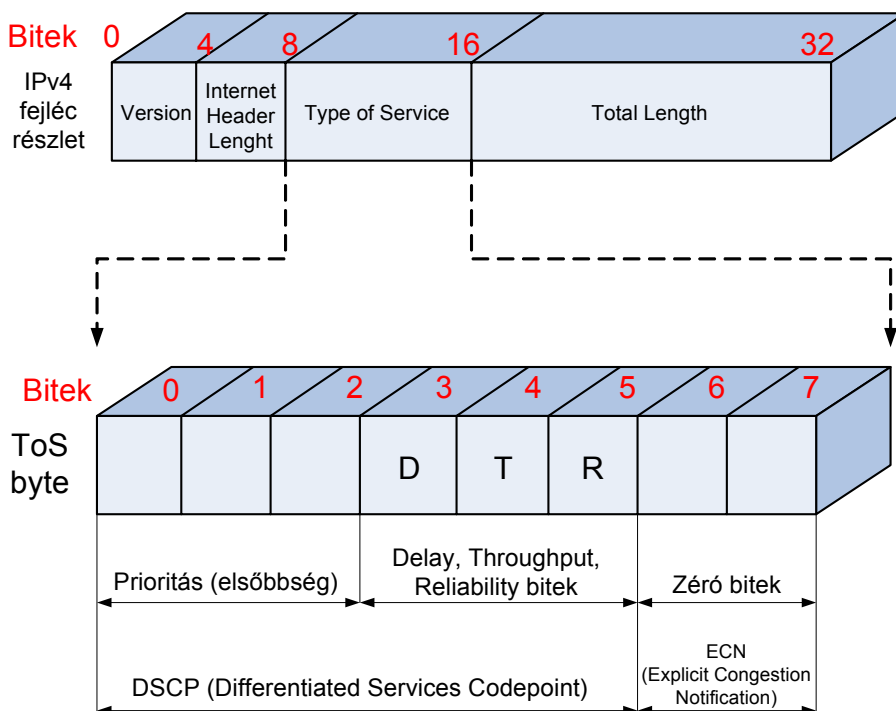 Bitek 0 4 8 16 32
IPv4
fejléc
részlet
Version
Internet
Header
Lenght
Type of Service
Total Length
Bitek 0 1 2 3 4 5 6 7
ToS
byte
D T R
Prioritás (elsőbbség)
Delay, Throughput,
Reliability bitek
Zéró bitek
DSCP (Differentiated Services Codepoint)
ECN
(Explicit Congestion
Notification)